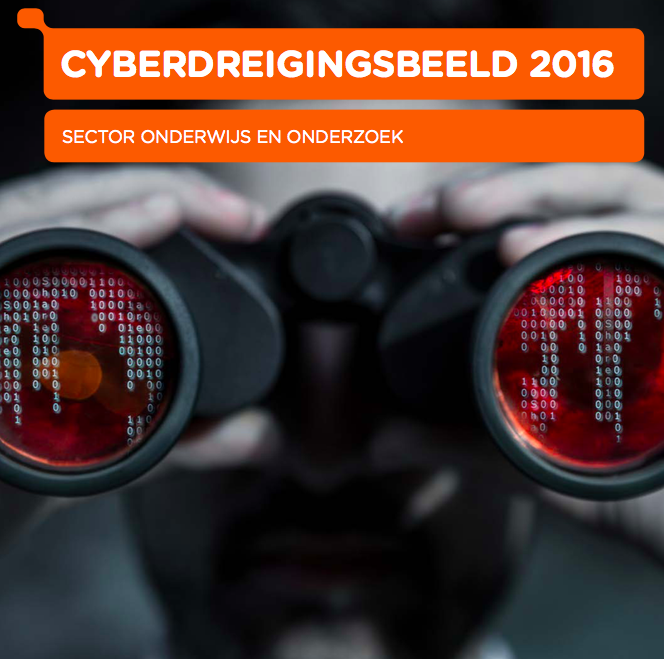 CYBERDREIGINGSBEELD 2016
SECTOR ONDERWIJS EN ONDERZOEK